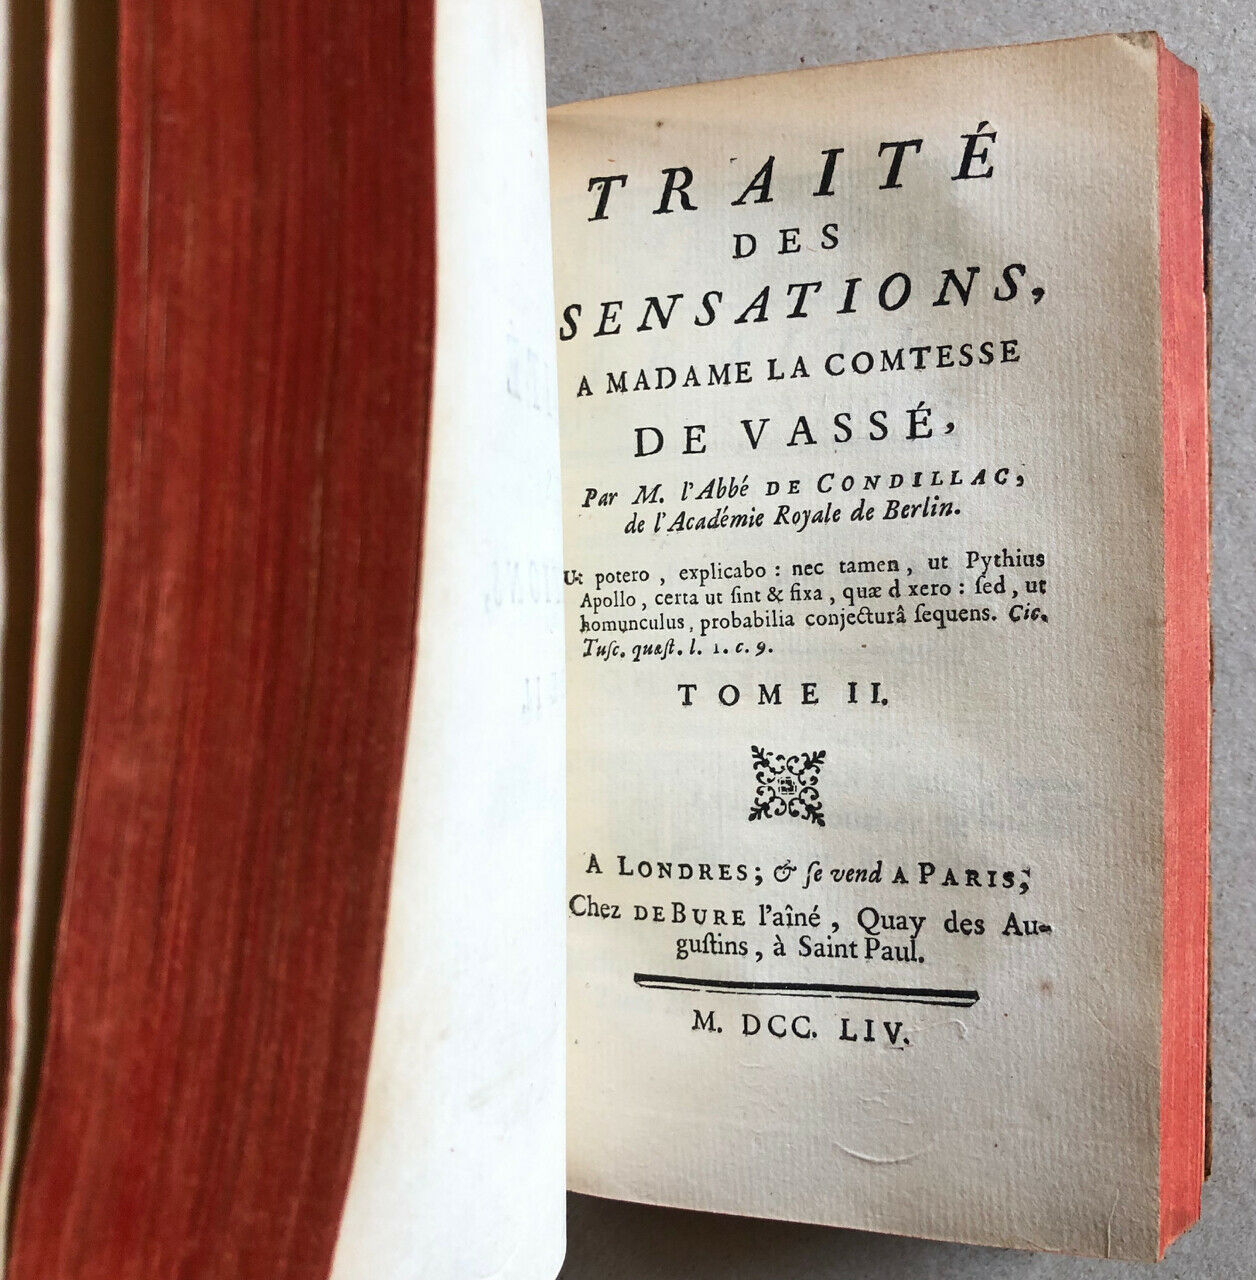 TRAITÉ
DES
SENSATIONS,
A MADAME LA COMTESSE
DE VASSÉ,
Par M. l'Abbé DE CONDILLAC,
de l'Académie Royale de Berlin.
Ut potero, explicabo : nec tamen, ut Pythius
Apollo, certa ut ſint & fixa, quæ d xero : ſed, ut
homunculus, probabilia conjecturâ ſequens. Cic.
Tuſc. quæſt. l. 1. c. 9.
TOME II.
A LONDRES; & ſe vend A PARIS;
Chez DEBURE l'aîné, Quay des Au-
guſtins, à Saint Paul.
M. DCC. LIV.